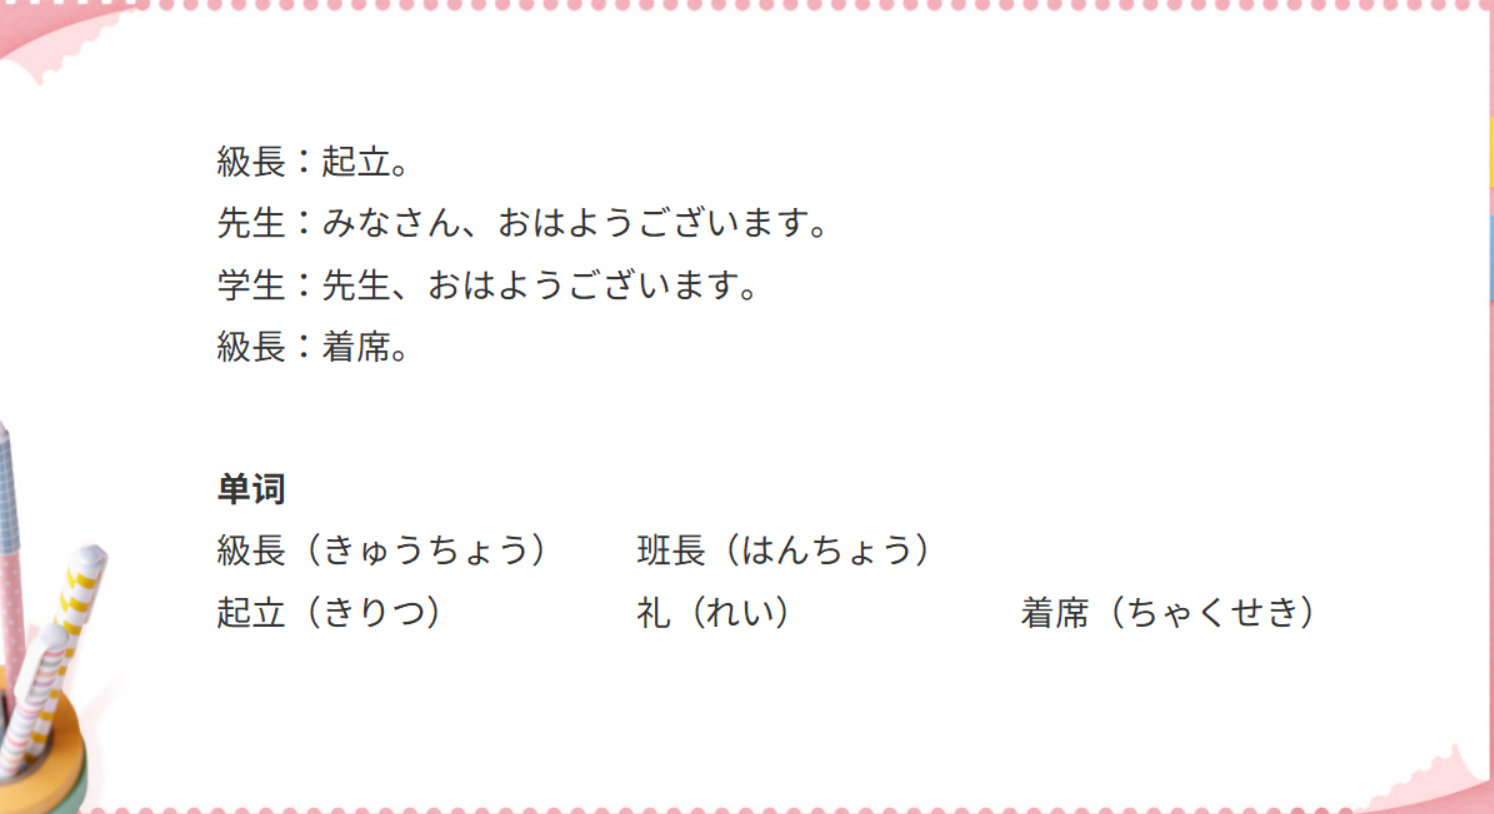 級長：起立。
先生：みなさん、おはようございます。
学生：先生、おはようございます。
級長：着席。
单词
級長（きゅうちょう） 班長（はんちょう）
起立（きりつ） 礼（れい） 着席（ちゃくせき）